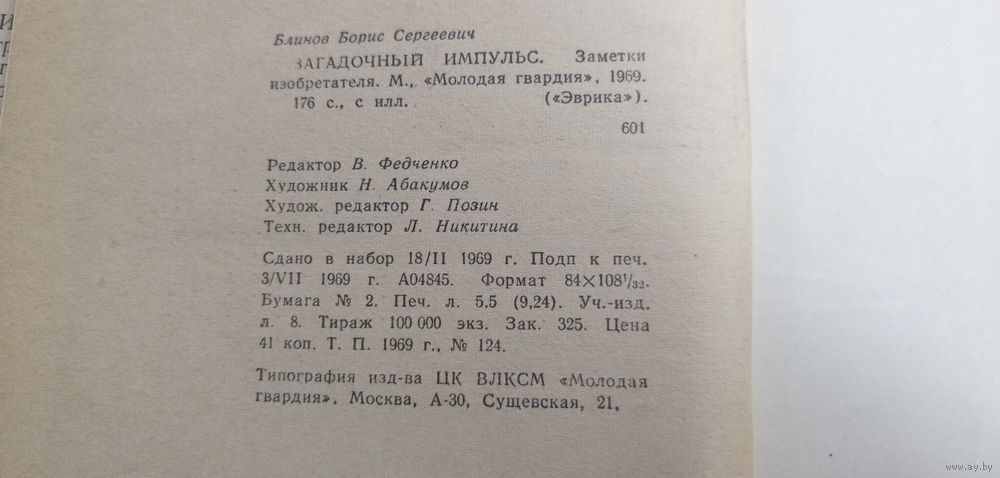 Блинов Борис Сергеевич
ЗАГАДОЧНЫЙ ИМПУЛЬС. Заметки
изобретателя. М., «Молодая гвардия», 1969.
176 с., с илл. («Эврика»).
601
Редактор В. Федченко
Художник Н. Абакумов
Худож. редактор Г. Позин
Техн. редактор Л. Никитина
Сдано в набор 18/II 1969 г. Подп к печ.
3/VII 1969 г. А04845. Формат 84×108¹/₃₂.
Бумага № 2. Печ. л. 5,5 (9,24). Уч.-изд.
л. 8. Тираж 100 000 экз. Зак. 325. Цена
41 коп. Т. П. 1969 г., № 124.
Типография изд-ва ЦК ВЛКСМ «Молодая
гвардия». Москва, А-30, Сущевская, 21.
www.ay.by